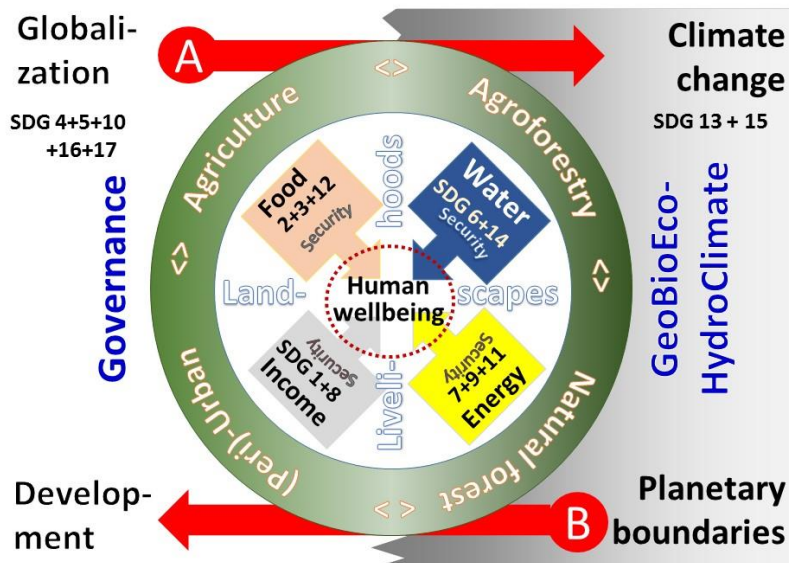 Globali-
zation
A
Climate
change
SDG 4+5+10
+16+17
SDG 13 + 15
Governance
GeoBioEco-
HydroClimate
< >
Agriculture
Agroforestry
< >
< >
(Peri)-Urban
Natural forest
< >
Food
2+3+12
Security
hoods
Water
SDG 6+14
Security
Land-
scapes
Human
wellbeing
Security
SDG 1+8
Income
Liveli-
Security
7+9+11
Energy
Develop-
ment
B
Planetary
boundaries